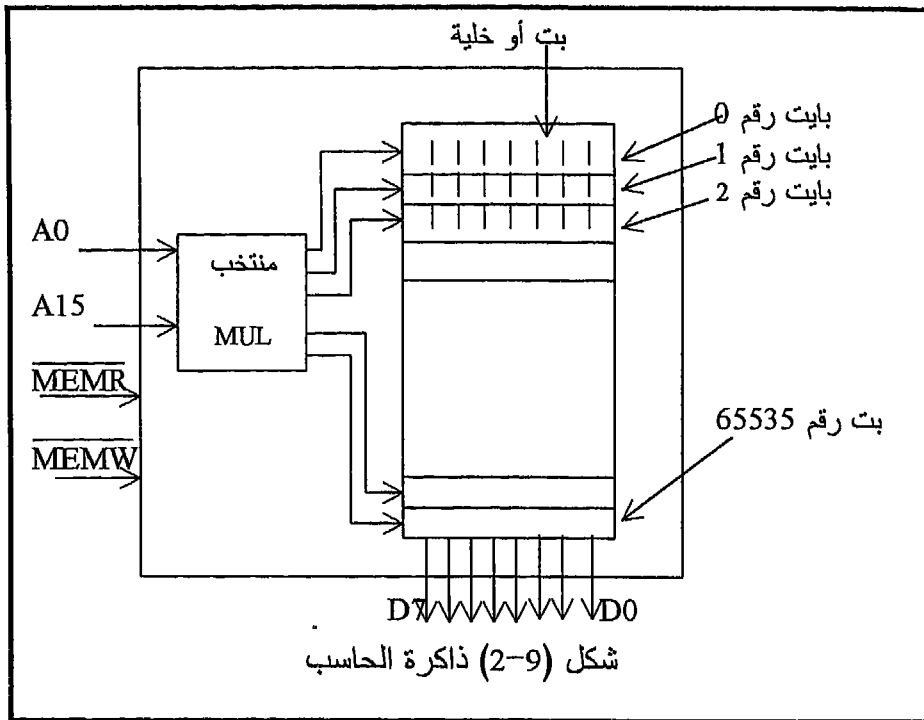 بت أو خلية
بايت رقم 0
بايت رقم 1
بايت رقم 2
A0
منتخب
A15
MUL
MEMR
MEMW
بت رقم 65535
D7
D0
شكل (9-2) ذاكرة الحاسب